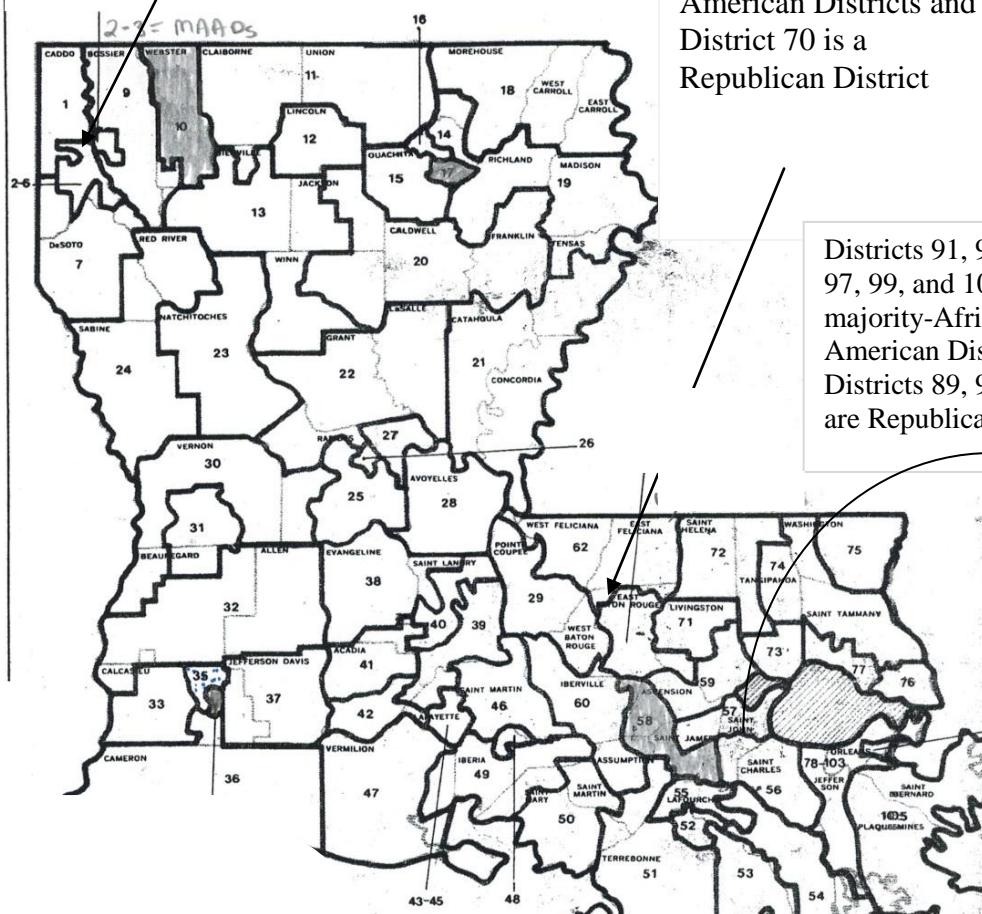 American Districts and
District 70 is a
Republican District
Districts 91, 9
97, 99, and 10
majority-Afri
American Dis
Districts 89, 9
are Republica
2-3= MAADs
16
CADDO
BOSSIER
WEBSTER
CLAIBORNE
UNION
MOREHOUSE
1
9
10
11
18
WEST
CARROLL
EAST
CARROLL
LINCOLN
12
14
OUACHITA
15
17
RICHLAND
MADISON
19
2-6
JACKSON
13
CALDWELL
FRANKLIN
TENSAS
DeSOTO
7
RED RIVER
WINN
20
NATCHITOCHES
LaSALLE
CATAHOULA
SABINE
24
23
GRANT
22
21
CONCORDIA
RAPIDES
27
26
VERNON
30
AVOYELLES
25
28
31
WEST FELICIANA
EAST
FELICIANA
SAINT
HELENA
WASHINGTON
62
72
74
75
POINTE
COUPEE
TANGIPAHOA
BEAUREGARD
ALLEN
EVANGELINE
SAINT LANDRY
38
29
EAST
BATON ROUGE
LIVINGSTON
71
SAINT TAMMANY
32
40
39
WEST
BATON
ROUGE
73
77
76
ACADIA
41
CALCASIEU
35
JEFFERSON DAVIS
33
37
42
LAFAYETTE
SAINT MARTIN
46
IBERVILLE
60
ASCENSION
59
58
57
SAINT
JOHN
SAINT JAMES
CAMERON
36
VERMILION
47
IBERIA
49
ASSUMPTION
SAINT
MARY
SAINT
MARTIN
50
SAINT
CHARLES
56
78-103
ORLEANS
JEFFER
SON
SAINT
BERNARD
105
PLAQUEMINES
55
LAFOURCHE
52
TERREBONNE
51
53
54
43-45
48